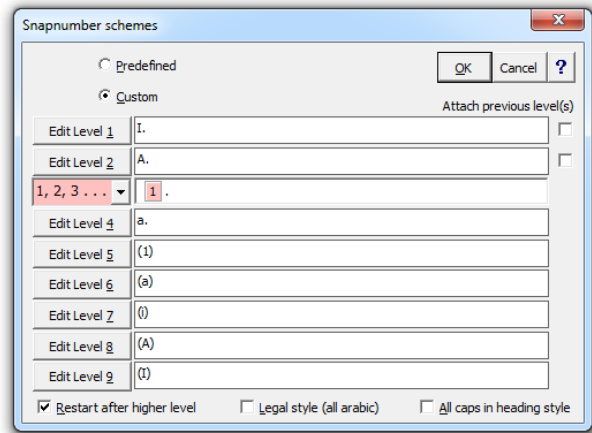 Snapnumber schemes
Predefined
OK Cancel ?
Custom
Attach previous level(s)
Edit Level 1 I.
Edit Level 2 A.
1, 2, 3 . . . 1 .
Edit Level 4 a.
Edit Level 5 (1)
Edit Level 6 (a)
Edit Level 7 (i)
Edit Level 8 (A)
Edit Level 9 (I)
Restart after higher level Legal style (all arabic) All caps in heading style